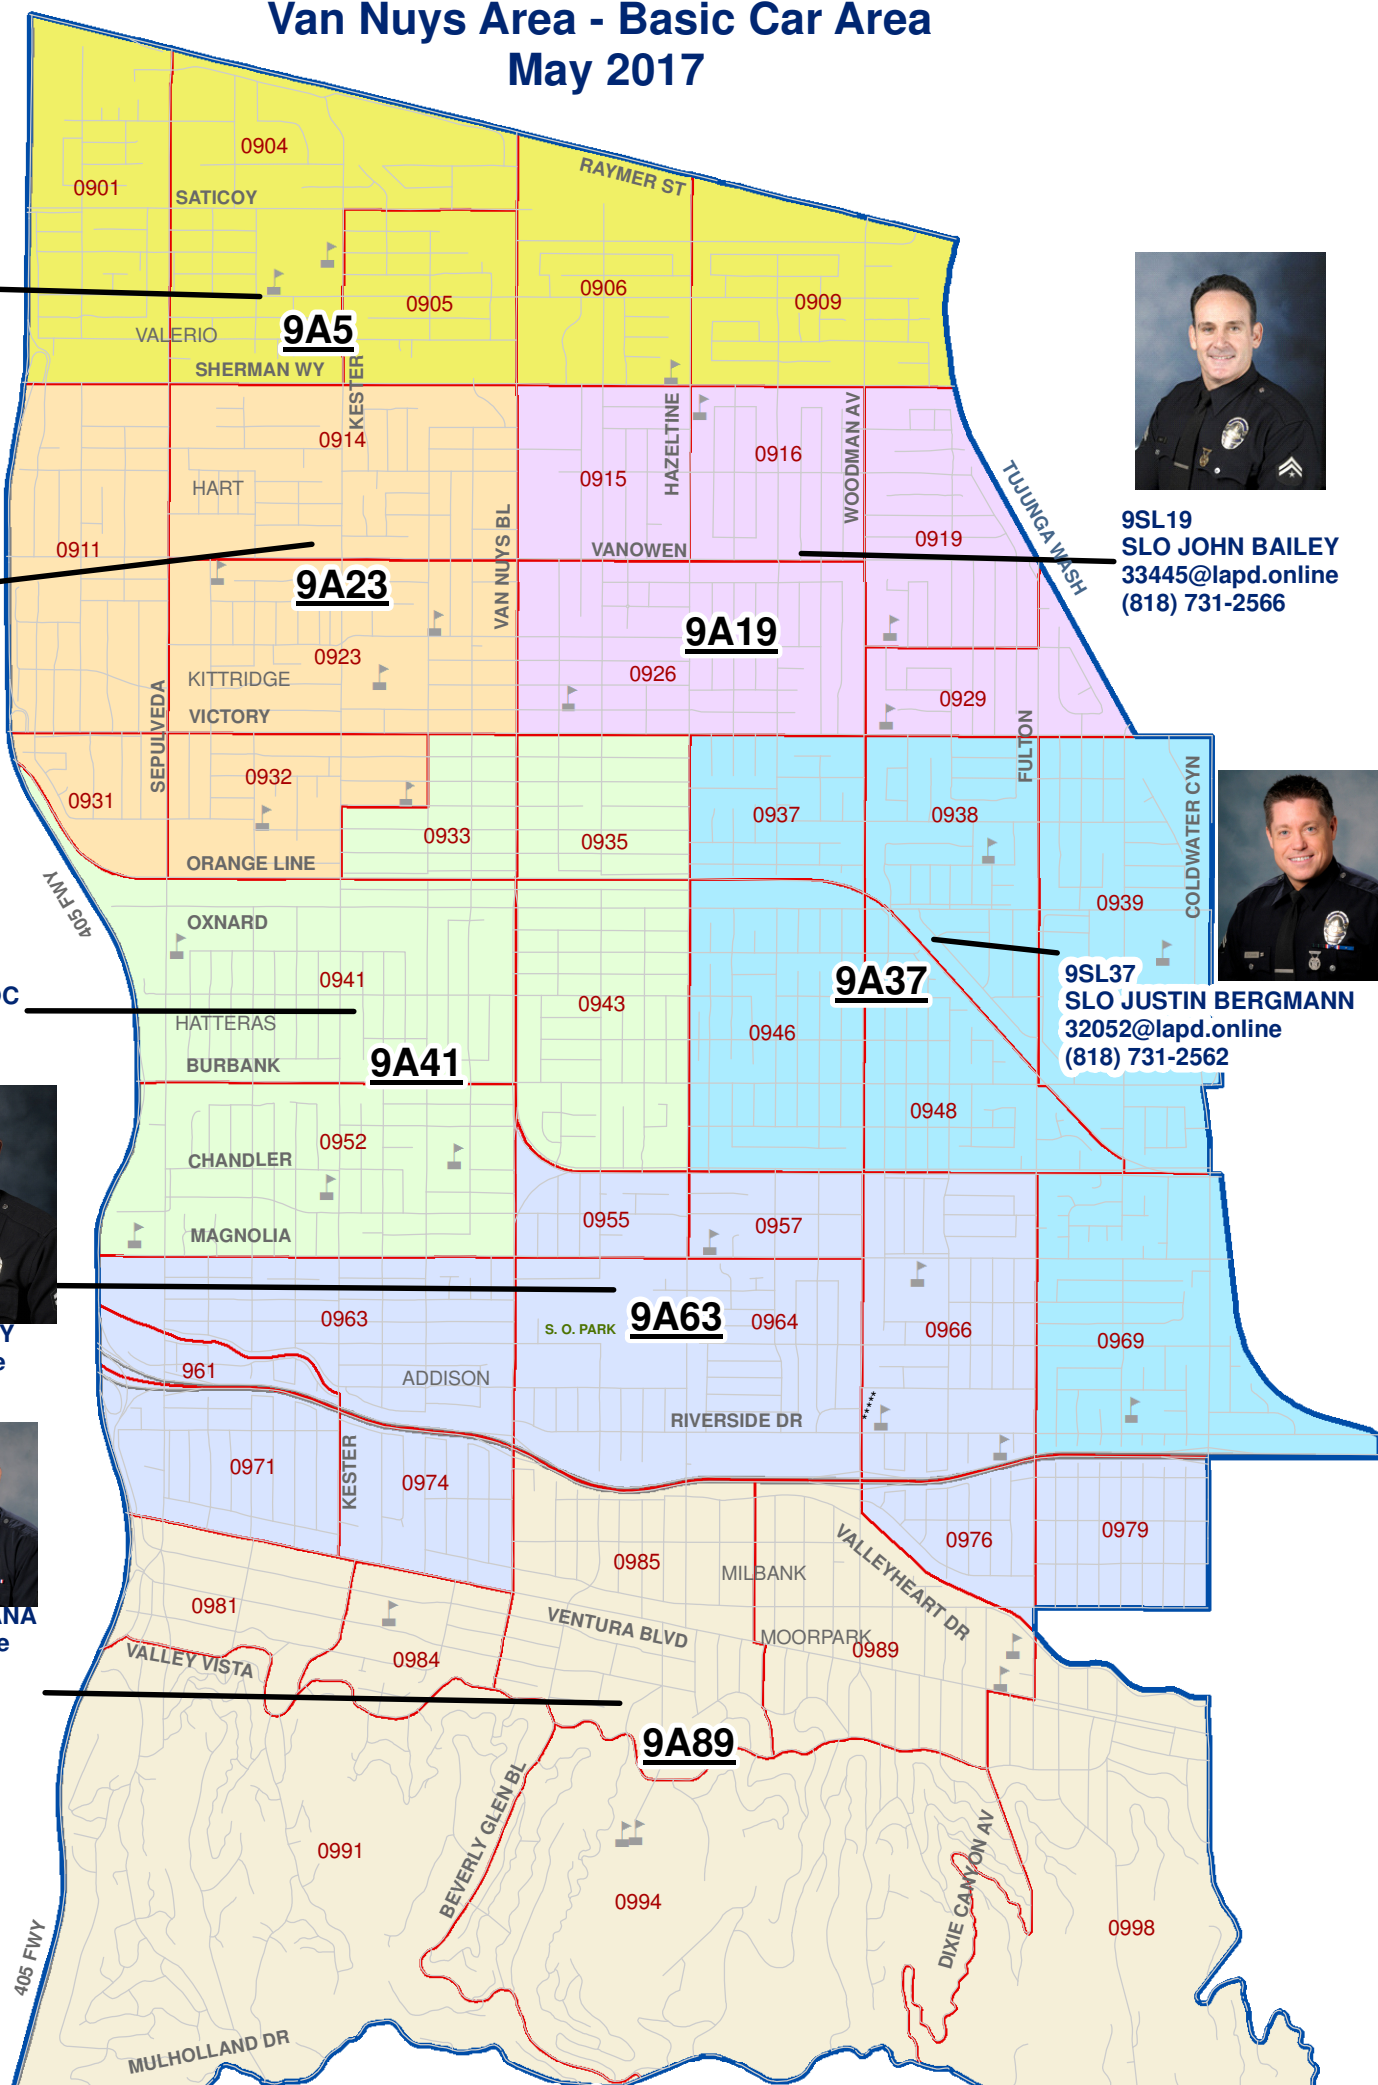 Van Nuys Area - Basic Car Area
May 2017
0904
0901
SATICOY
RAYMER ST
0905
0906
0909
9A5
VALERIO
SHERMAN WY
KESTER
0914
HAZELTINE
WOODMAN AV
0916
0915
HART
VAN NUYS BL
TUJUNGA WASH
0911
0919
VANOWEN
9SL19
SLO JOHN BAILEY
33445@lapd.online
(818) 731-2566
9A23
9A19
0923
0926
KITTRIDGE
0929
VICTORY
SEPULVEDA
FULTON
0932
0931
0937
0938
COLDWATER CYN
0933
0935
ORANGE LINE
405 FWY
0939
OXNARD
0941
9A37
9SL37
SLO JUSTIN BERGMANN
32052@lapd.online
(818) 731-2562
OC
0943
HATTERAS
0946
BURBANK
9A41
0948
0952
CHANDLER
0955
0957
MAGNOLIA
0963
S. O. PARK
9A63
0964
0966
0969
Y
e
961
ADDISON
RIVERSIDE DR
*****
0971
KESTER
0974
0976
0979
0985
MILBANK
VALLEYHEART DR
0981
ANA
e
VENTURA BLVD
MOORPARK
0989
VALLEY VISTA
0984
9A89
BEVERLY GLEN BL
0991
0994
DIXIE CANYON AV
0998
405 FWY
MULHOLLAND DR